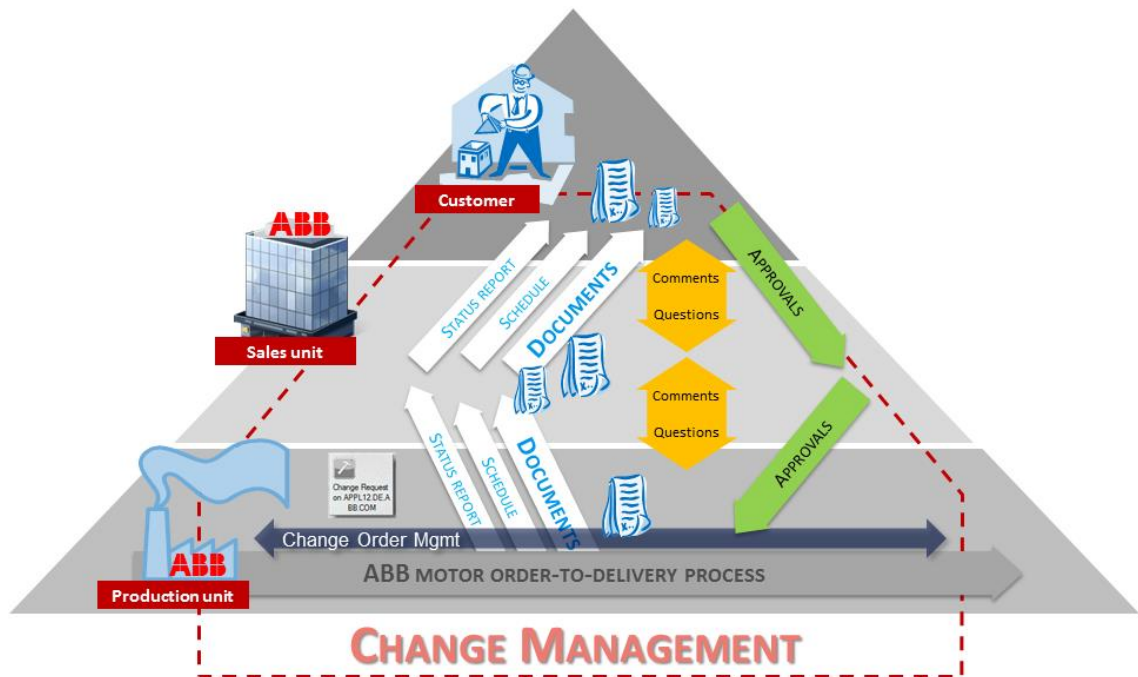 Customer
ABB
Sales unit
STATUS REPORT
SCHEDULE
DOCUMENTS
Comments
Questions
APPROVALS
Comments
Questions
APPROVALS
STATUS REPORT
SCHEDULE
DOCUMENTS
Change Request
on APPL12.DE.A
BB.COM
Change Order Mgmt
ABB
ABB MOTOR ORDER-TO-DELIVERY PROCESS
Production unit
CHANGE MANAGEMENT